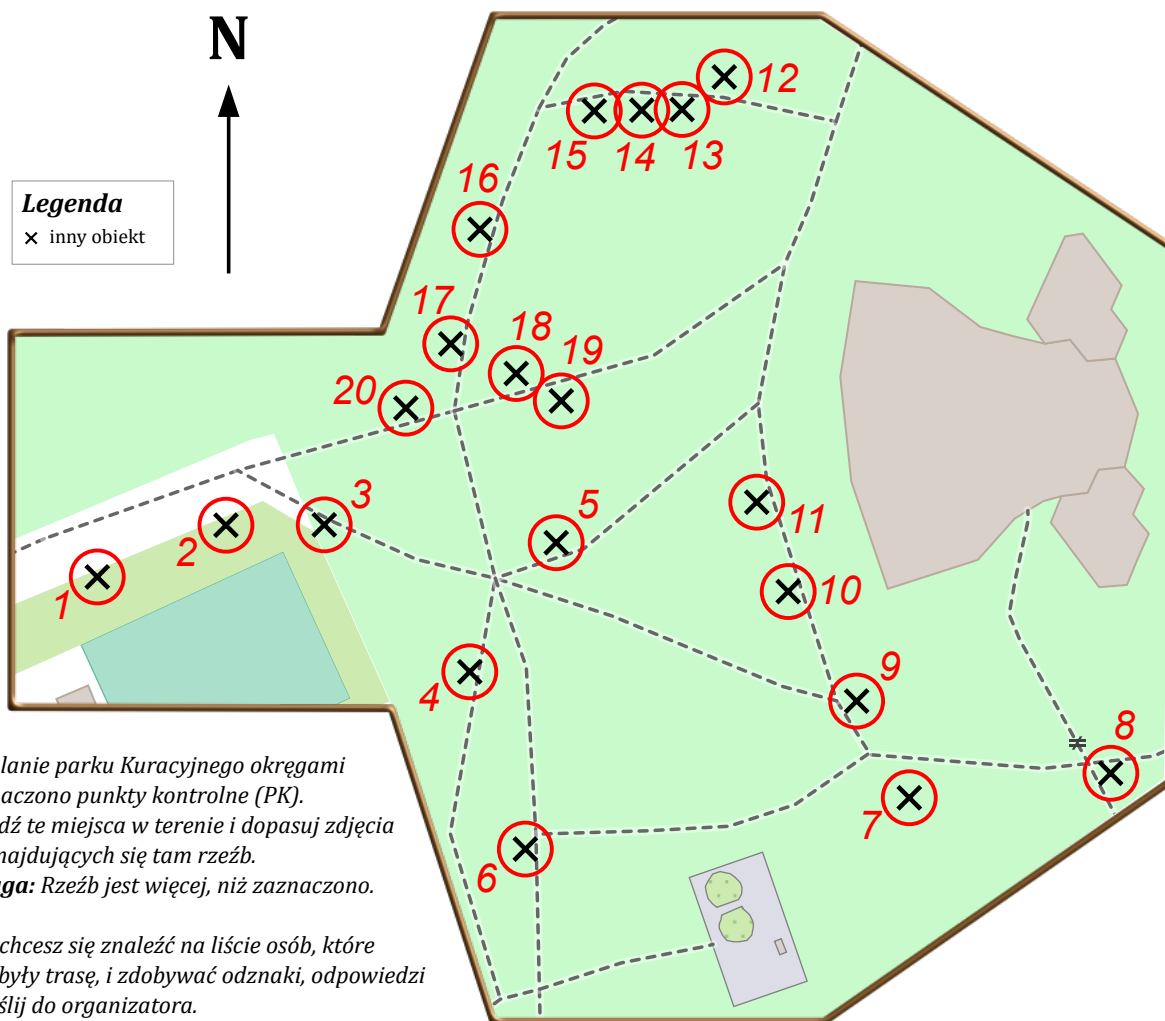 N
12
15 14 13
16
Legenda
× inny obiekt
17
18
19
20
3
5
2
11
1
10
4
9
8
7
6
lanie parku Kuracyjnego okręgami
aczono punkty kontrolne (PK).
dź te miejsca w terenie i dopasuj zdjęcia
najdujących się tam rzeźb.
ga: Rzeźb jest więcej, niż zaznaczono.
chcesz się znaleźć na liście osób, które
były trasę, i zdobywać odznaki, odpowiedzi
ślij do organizatora.